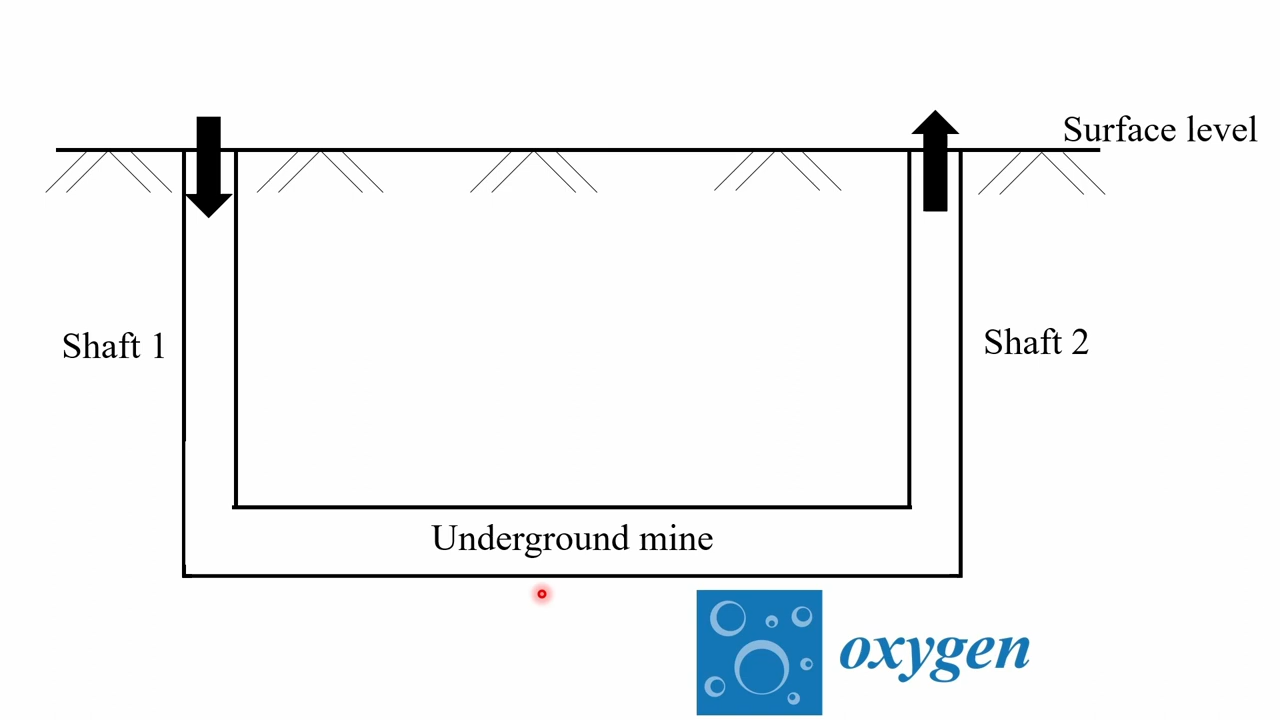 Surface level
Shaft 1
Shaft 2
Underground mine
oxygen